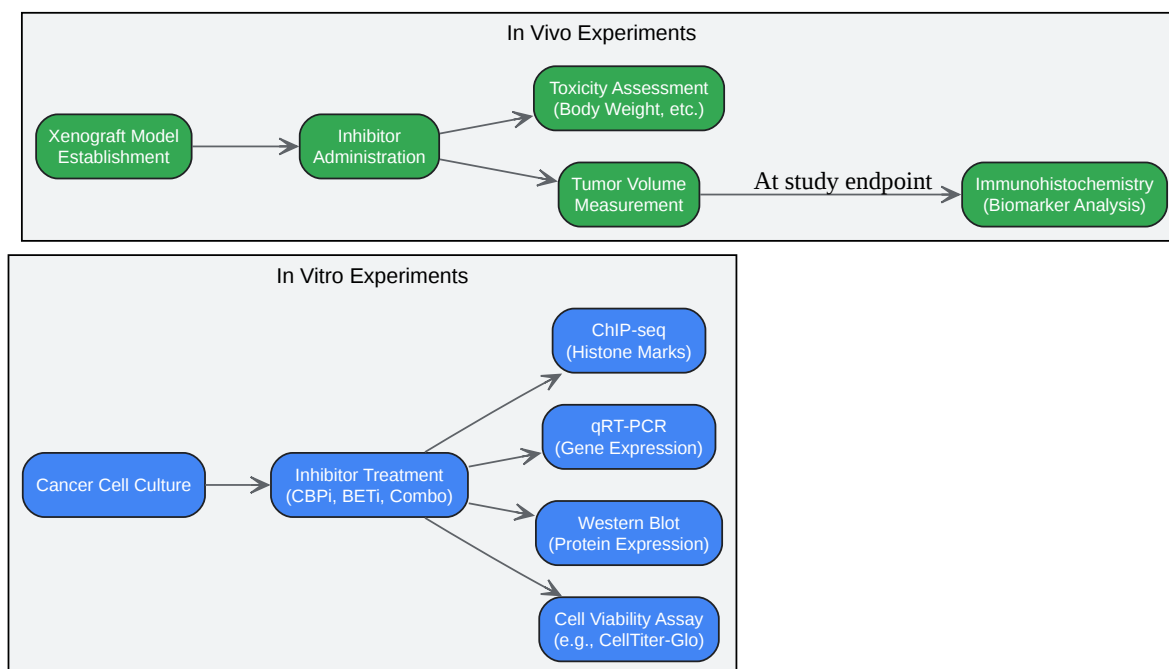 In Vivo Experiments
Toxicity Assessment
(Body Weight, etc.)
Xenograft Model
Establishment
Inhibitor
Administration
Tumor Volume
Measurement
At study endpoint
Immunohistochemistry
(Biomarker Analysis)
In Vitro Experiments
ChIP-seq
(Histone Marks)
qRT-PCR
(Gene Expression)
Cancer Cell Culture
Inhibitor Treatment
(CBPi, BETi, Combo)
Western Blot
(Protein Expression)
Cell Viability Assay
(e.g., CellTiter-Glo)